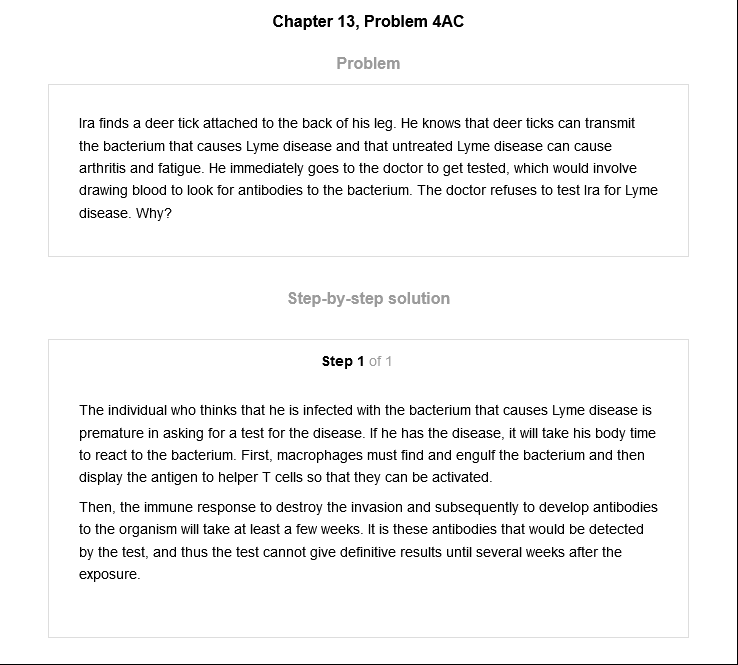 Chapter 13, Problem 4AC
Problem
Ira finds a deer tick attached to the back of his leg. He knows that deer ticks can transmit
the bacterium that causes Lyme disease and that untreated Lyme disease can cause
arthritis and fatigue. He immediately goes to the doctor to get tested, which would involve
drawing blood to look for antibodies to the bacterium. The doctor refuses to test Ira for Lyme
disease. Why?
Step-by-step solution
Step 1 of 1
The individual who thinks that he is infected with the bacterium that causes Lyme disease is
premature in asking for a test for the disease. If he has the disease, it will take his body time
to react to the bacterium. First, macrophages must find and engulf the bacterium and then
display the antigen to helper T cells so that they can be activated.
Then, the immune response to destroy the invasion and subsequently to develop antibodies
to the organism will take at least a few weeks. It is these antibodies that would be detected
by the test, and thus the test cannot give definitive results until several weeks after the
exposure.